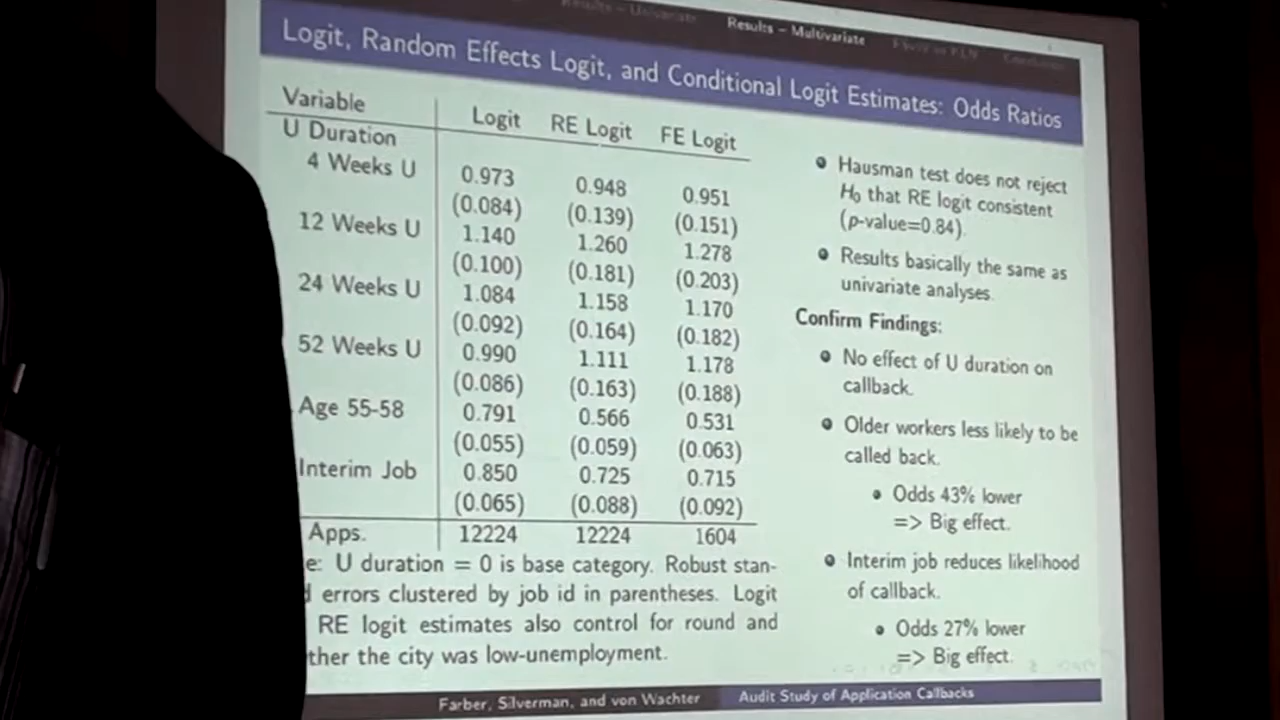 Results – Univariate Results – Multivariate
Logit, Random Effects Logit, and Conditional Logit Estimates: Odds Ratios
Variable Logit RE Logit FE Logit
U Duration
4 Weeks U 0.973 0.948 0.951
(0.084) (0.139) (0.151)
12 Weeks U 1.140 1.260 1.278
(0.100) (0.181) (0.203)
24 Weeks U 1.084 1.158 1.170
(0.092) (0.164) (0.182)
52 Weeks U 0.990 1.111 1.178
(0.086) (0.163) (0.188)
Age 55-58 0.791 0.566 0.531
(0.055) (0.059) (0.063)
Interim Job 0.850 0.725 0.715
(0.065) (0.088) (0.092)
Apps. 12224 12224 1604
e: U duration = 0 is base category. Robust stan-
errors clustered by job id in parentheses. Logit
RE logit estimates also control for round and
ther the city was low-unemployment.
• Hausman test does not reject
H0 that RE logit consistent
(p-value=0.84).
• Results basically the same as
univariate analyses.
Confirm Findings:
• No effect of U duration on
callback.
• Older workers less likely to be
called back.
• Odds 43% lower
=> Big effect.
• Interim job reduces likelihood
of callback.
• Odds 27% lower
=> Big effect.
Farber, Silverman, and von Wachter Audit Study of Application Callbacks